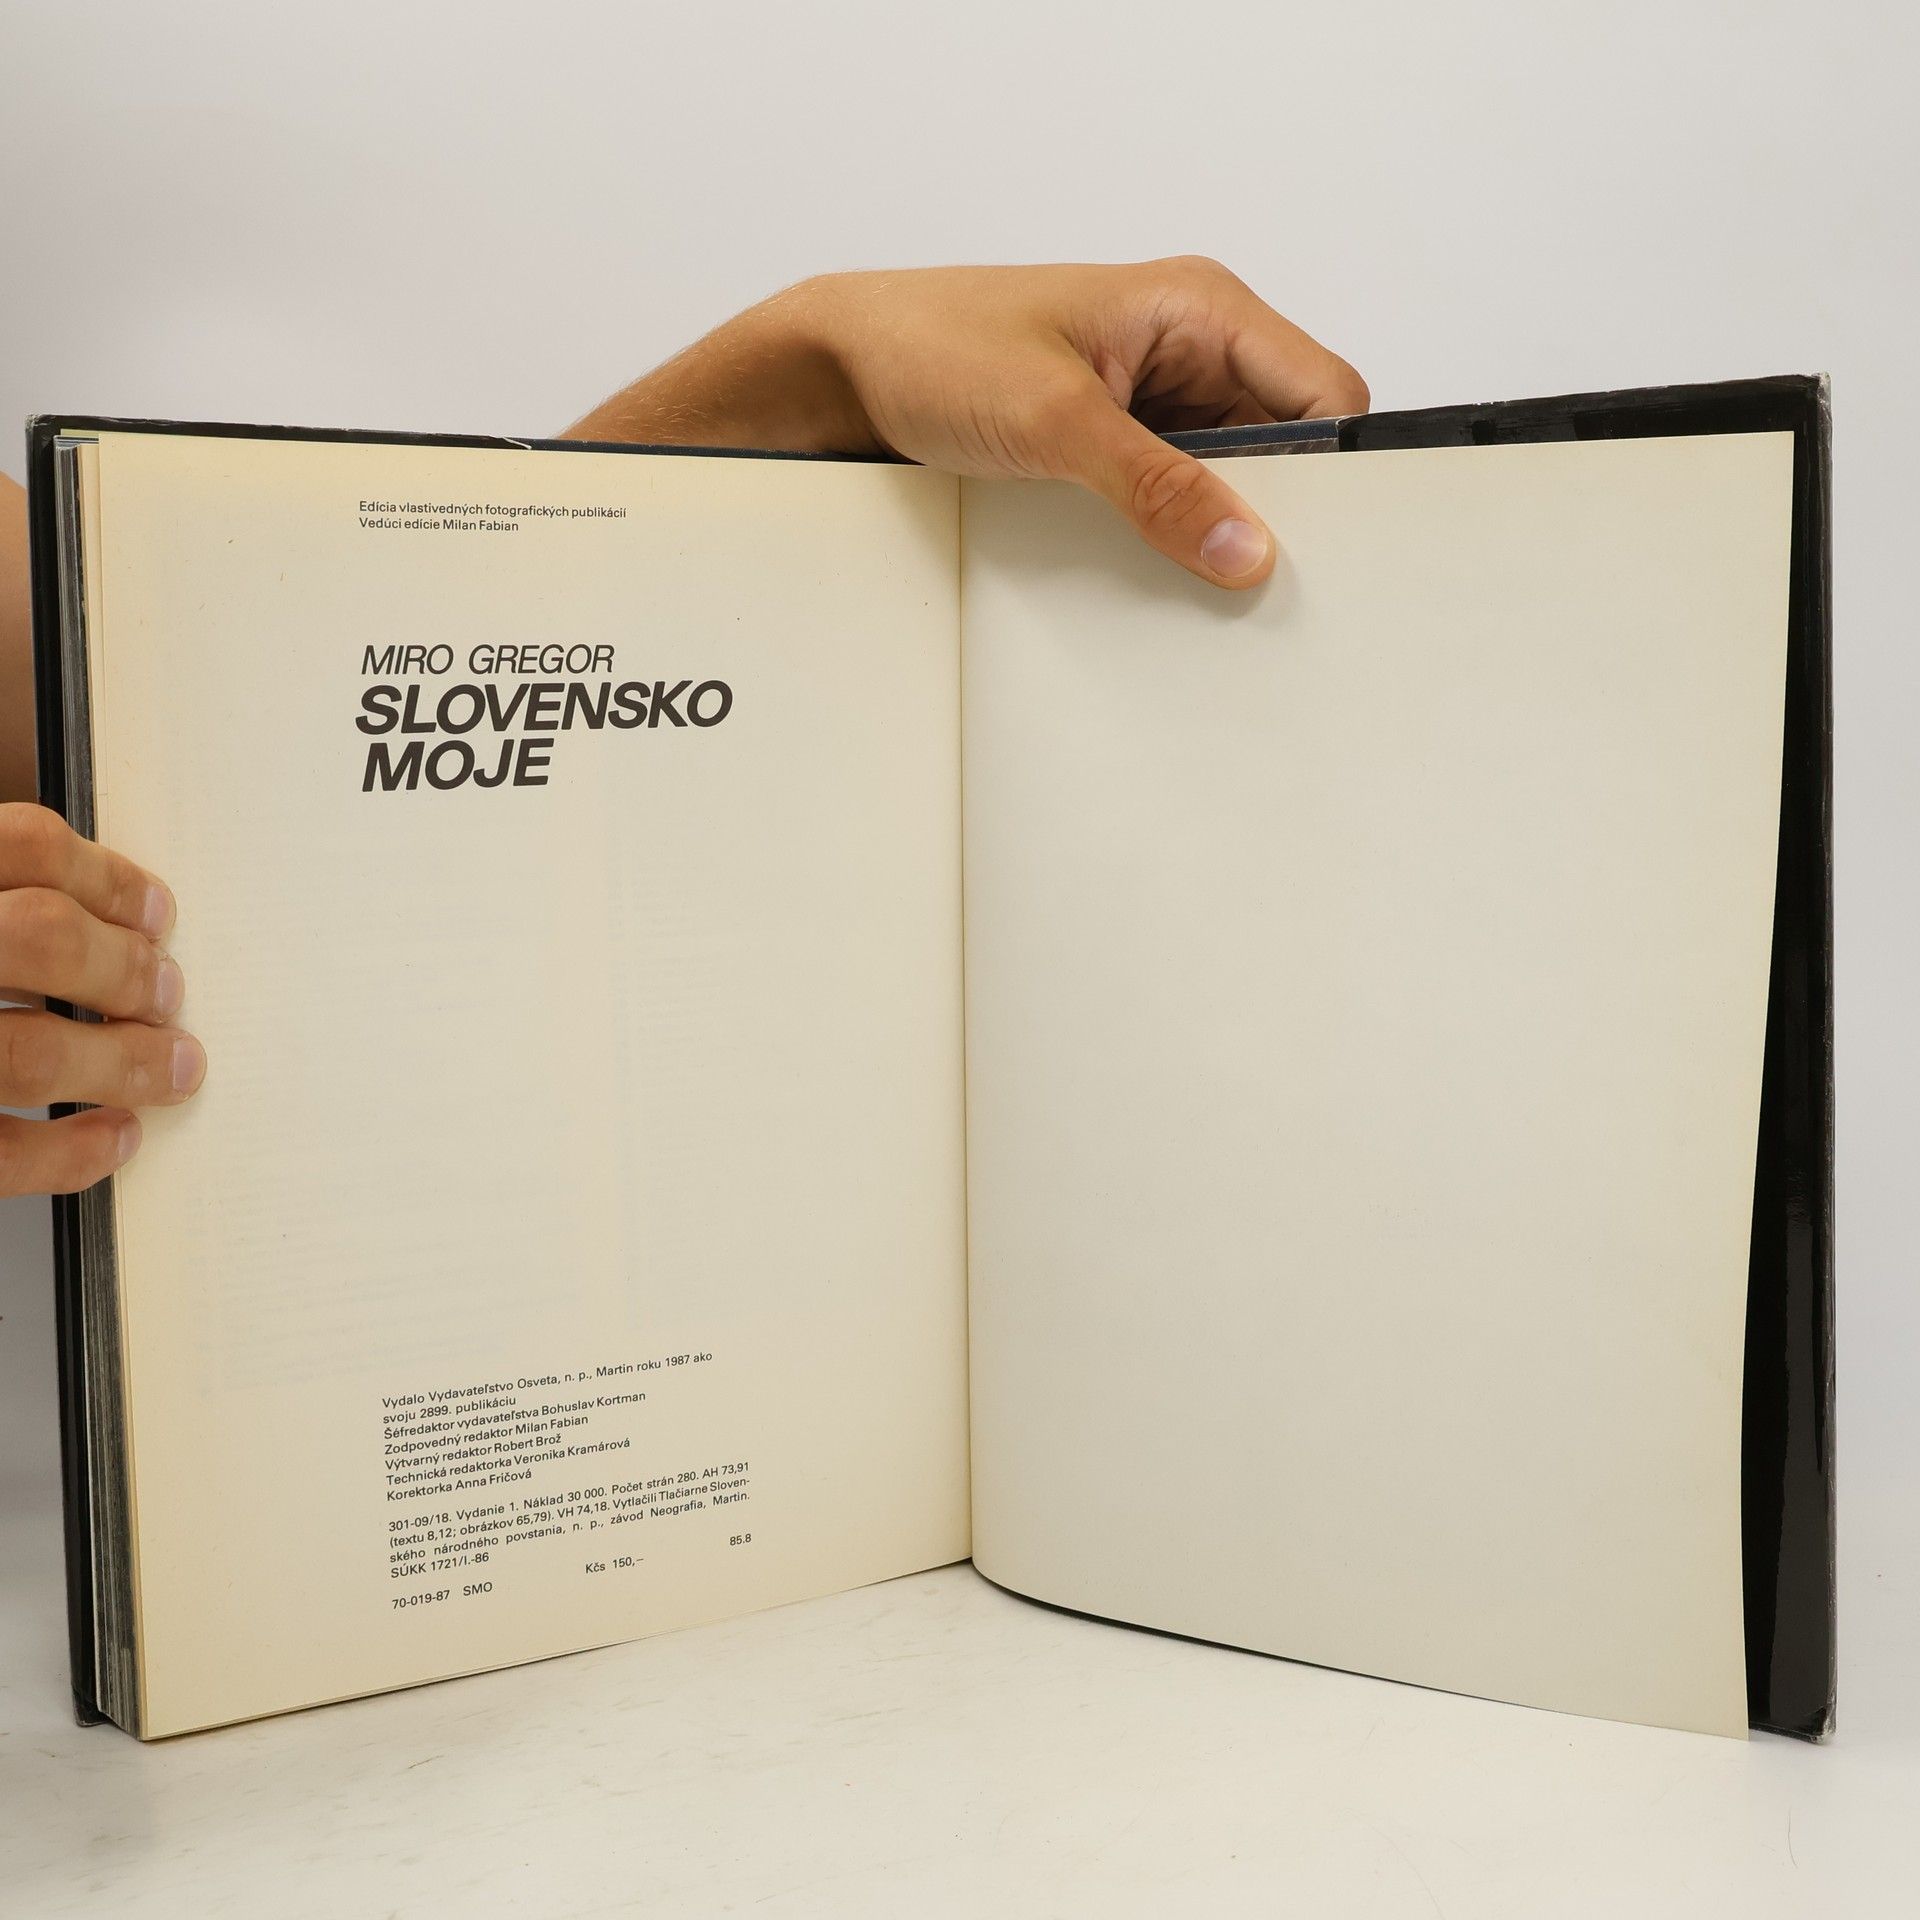 Edícia vlastivedných fotografických publikácií
Vedúci edície Milan Fabian
MIRO GREGOR
SLOVENSKO
MOJE
Vydalo Vydavateľstvo Osveta, n. p., Martin roku 1987 ako
svoju 2899. publikáciu
Šéfredaktor vydavateľstva Bohuslav Kortman
Zodpovedný redaktor Milan Fabian
Výtvarný redaktor Robert Brož
Technická redaktorka Veronika Kramárová
Korektorka Anna Fričová
301-09/18. Vydanie 1. Náklad 30 000. Počet strán 280. AH 73,91
(textu 8,12; obrázkov 65,79). VH 74,18. Vytlačili Tlačiarne Sloven-
ského národného povstania, n. p., závod Neografia, Martin.
SÚKK 1721/I.-86
Kčs 150,— 85.8
70-019-87 SMO